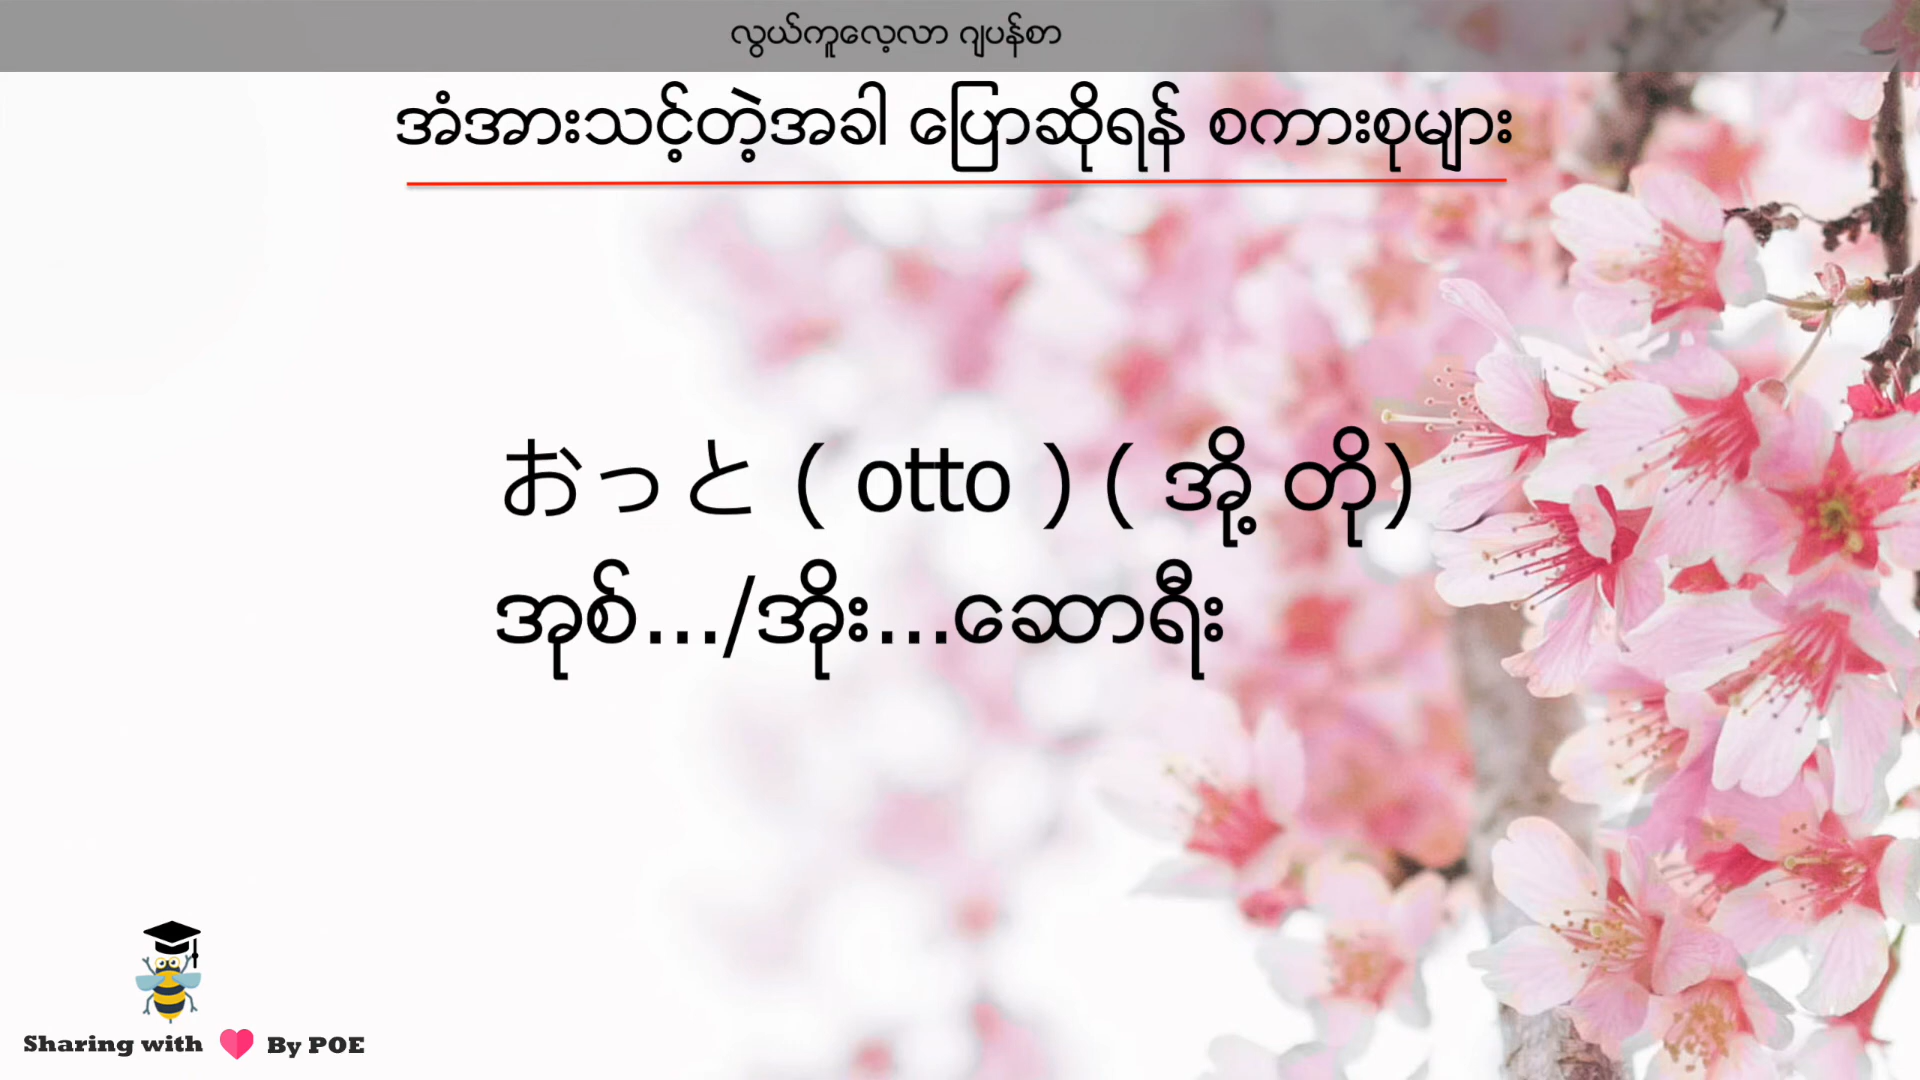 လွယ်ကူလေ့လာ ဂျပန်စာ
အံအားသင့်တဲ့အခါ ပြောဆိုရန် စကားစုများ
おっと ( otto ) ( အို့ တို)
အုစ်.../အိုး...ဆောရီး
Sharing with By POE